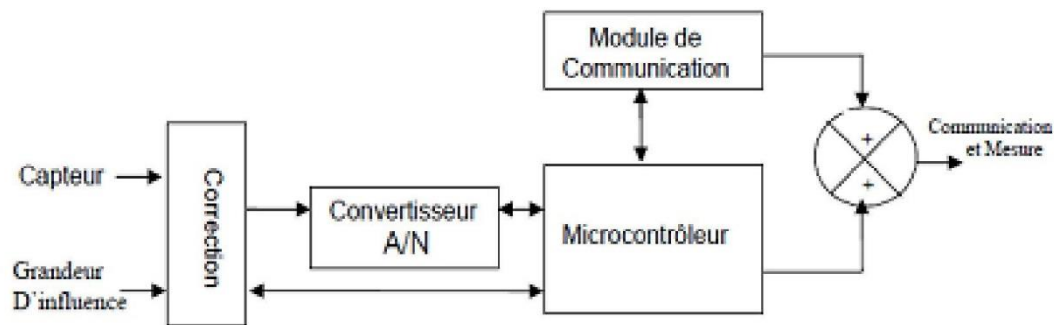 Module de
Communication
Communication
et Mesure
Capteur
Correction
Convertisseur
A/N
Microcontrôleur
Grandeur
D'influence
+
+